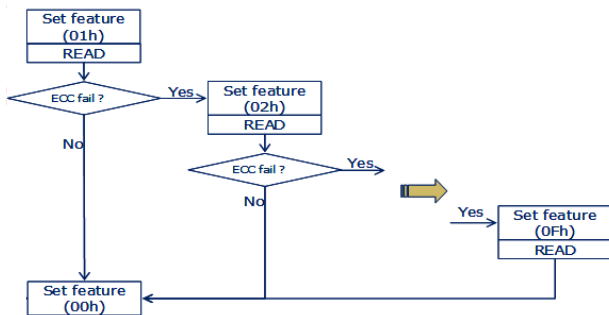 Set feature
(01h)
READ
ECC fail ?
Yes
Set feature
(02h)
READ
No
ECC fail ?
Yes
No
Yes
Set feature
(0Fh)
READ
Set feature
(00h)